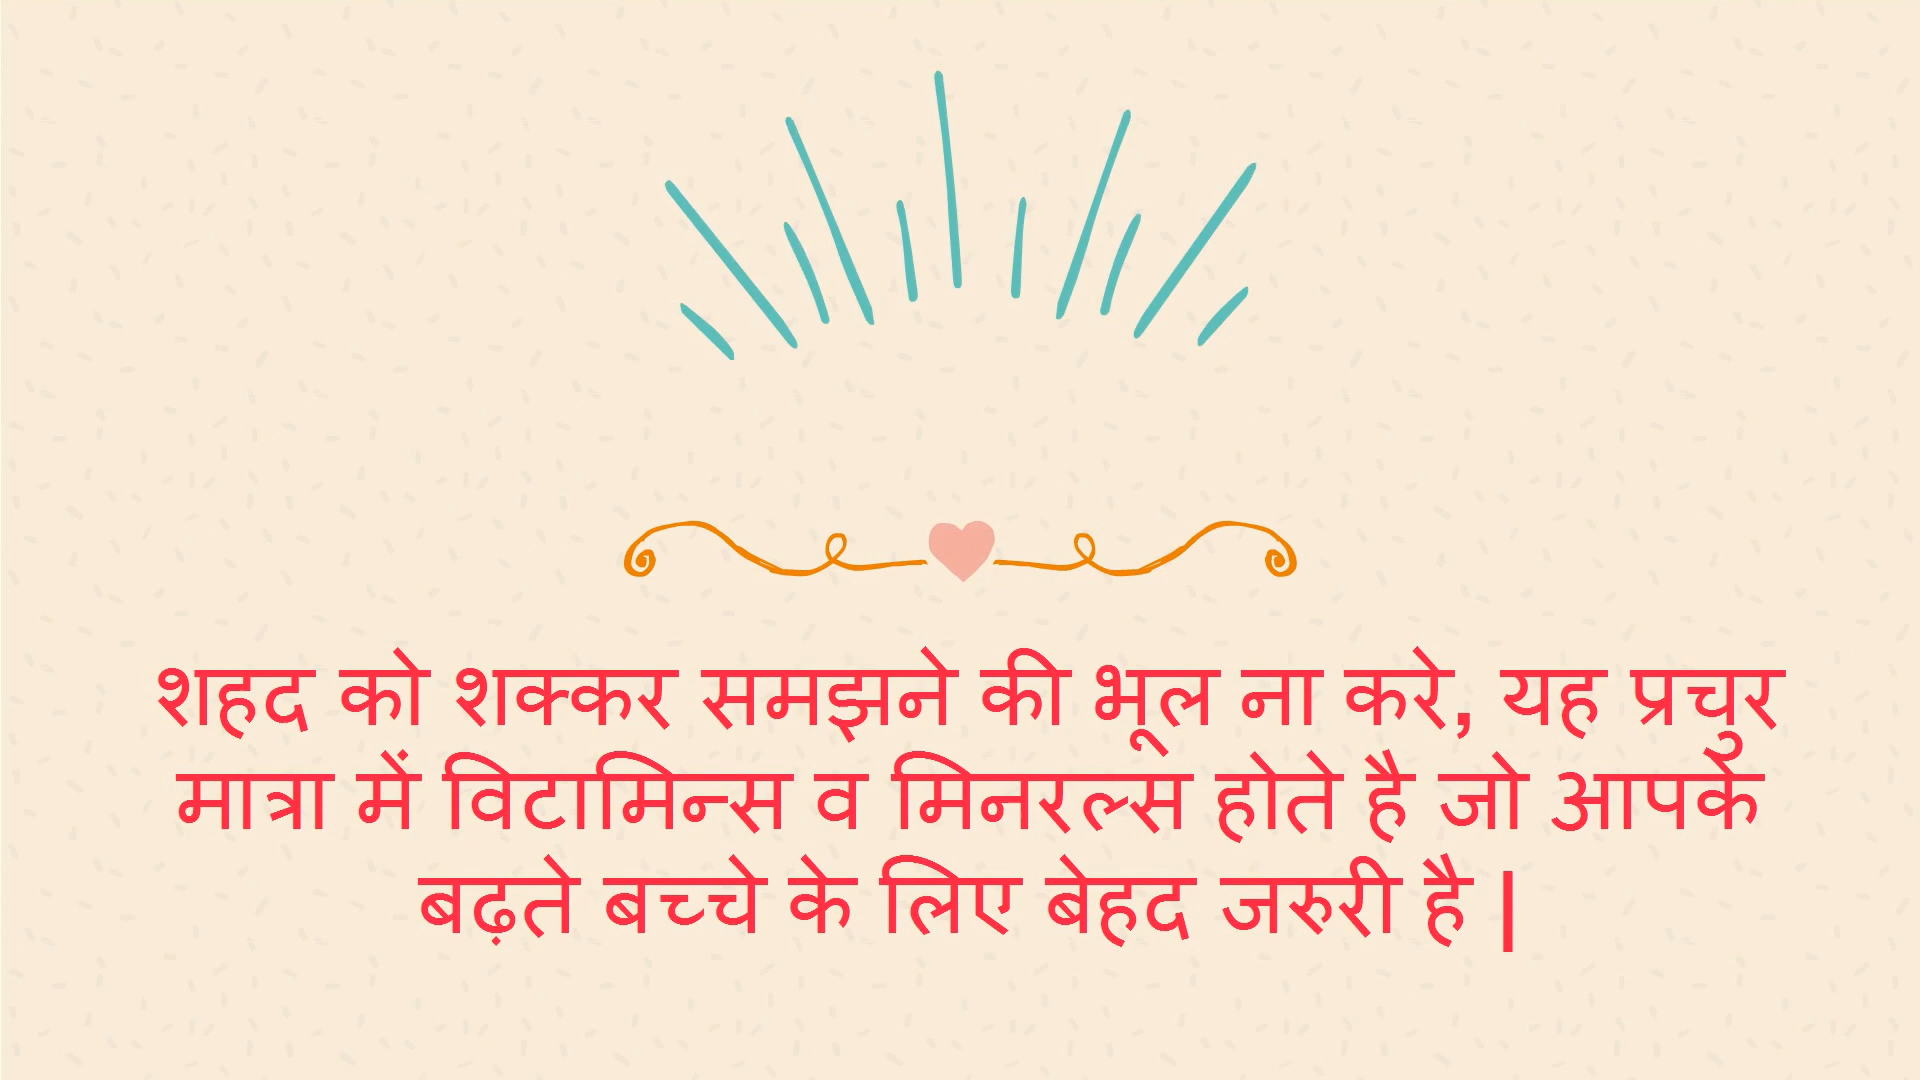 शहद को शक्कर समझने की भूल ना करे, यह प्रचुर
मात्रा में विटामिन्स व मिनरल्स होते है जो आपके
बढ़ते बच्चे के लिए बेहद जरुरी है |